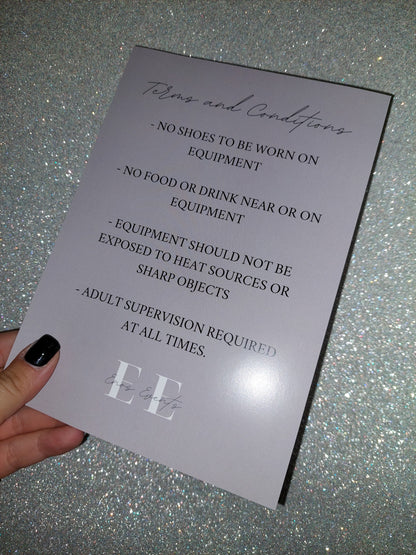 Terms and Conditions
- NO SHOES TO BE WORN ON
EQUIPMENT
- NO FOOD OR DRINK NEAR OR ON
EQUIPMENT
- EQUIPMENT SHOULD NOT BE
EXPOSED TO HEAT SOURCES OR
SHARP OBJECTS
- ADULT SUPERVISION REQUIRED
AT ALL TIMES.
EE
Events